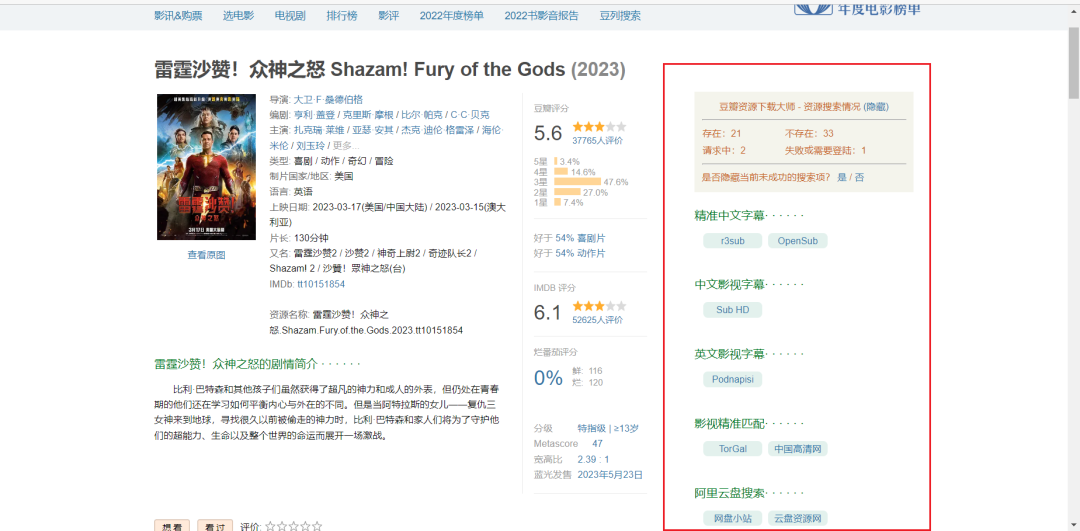 影讯&购票 选电影 电视剧 排行榜 影评 2022年度榜单 2022书影音报告 豆列搜索
年度电影榜单
雷霆沙赞！众神之怒 Shazam! Fury of the Gods (2023)
导演: 大卫·F·桑德伯格
编剧: 亨利·盖登 / 克里斯·摩根 / 比尔·帕克 / C·C·贝克
主演: 扎克瑞·莱维 / 亚瑟·安其 / 杰克·迪伦·格雷泽 / 海伦·
米伦 / 刘玉玲 / 更多...
类型: 喜剧 / 动作 / 奇幻 / 冒险
制片国家/地区: 美国
语言: 英语
上映日期: 2023-03-17(美国/中国大陆) / 2023-03-15(澳大
利亚)
片长: 130分钟
又名: 雷霆沙赞2 / 沙赞2 / 神奇上尉2 / 奇迹队长2 /
Shazam! 2 / 沙贊！眾神之怒(台)
IMDb: tt10151854
资源名称: 雷霆沙赞！众神之
怒.Shazam.Fury.of.the.Gods.2023 tt10151854
雷霆沙赞！
众神之怒
查看原图
豆瓣评分
5.6
37765人评价
5星 3.4%
4星 14.6%
3星 47.6%
2星 27.0%
1星 7.4%
好于 54% 喜剧片
好于 54% 动作片
IMDB 评分
6.1
52625人评价
烂番茄评分
0% 鲜: 116
烂: 120
分级 特指级 | ≥13岁
Metascore 47
宽高比 2.39 : 1
蓝光发售 2023年5月23日
雷霆沙赞！众神之怒的剧情简介 · · · · · ·
比利·巴特森和其他孩子们虽然获得了超凡的神力和成人的外表，但仍处在青春
期的他们还在学习如何平衡内心与外在的不同。但是当阿特拉斯的女儿——复仇三
女神来到地球，寻找很久以前被偷走的神力时，比利·巴特森和家人们将为了守护他
们的超能力、生命以及整个世界的命运而展开一场激战。
想看 看过 评价:
豆瓣资源下载大师 - 资源搜索情况 (隐藏)
存在：21 不存在：33
请求中：2 失败或需要登陆：1
是否隐藏当前未成功的搜索项？ 是 / 否
精准中文字幕· · · · · ·
r3sub OpenSub
中文影视字幕· · · · · ·
Sub HD
英文影视字幕· · · · · ·
Podnapisi
影视精准匹配· · · · · ·
TorGal 中国高清网
阿里云盘搜索· · · · · ·
网盘小站 云盘资源网